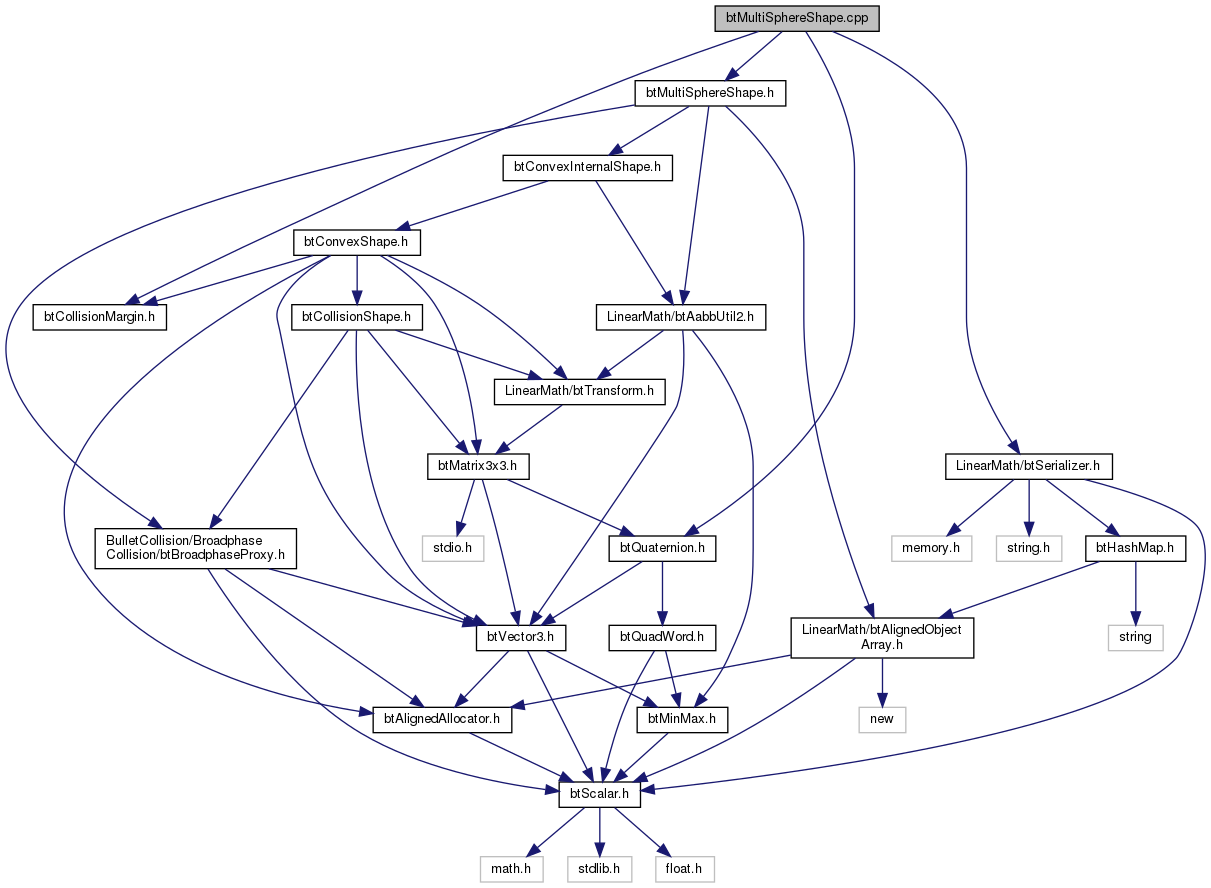 btMultiSphereShape.cpp
btMultiSphereShape.h
btConvexInternalShape.h
btConvexShape.h
btCollisionMargin.h
btCollisionShape.h
LinearMath/btAabbUtil2.h
LinearMath/btTransform.h
btMatrix3x3.h
LinearMath/btSerializer.h
BulletCollision/Broadphase
Collision/btBroadphaseProxy.h
stdio.h
btQuaternion.h
memory.h
string.h
btHashMap.h
btVector3.h
btQuadWord.h
LinearMath/btAlignedObject
Array.h
string
btAlignedAllocator.h
btMinMax.h
new
btScalar.h
math.h
stdlib.h
float.h